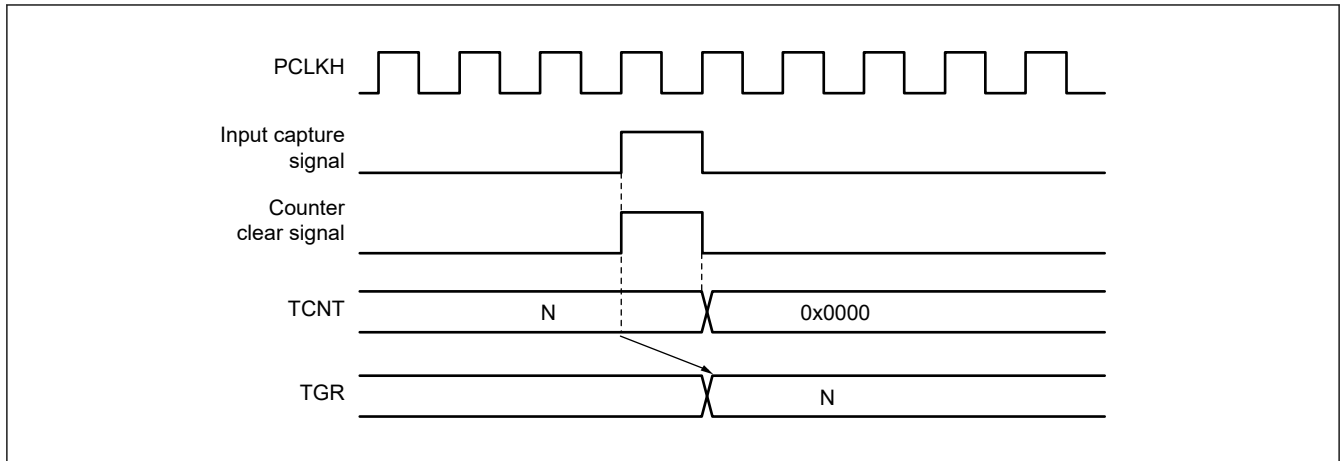 PCLKH
Input capture
signal
Counter
clear signal
TCNT
N
0x0000
TGR
N